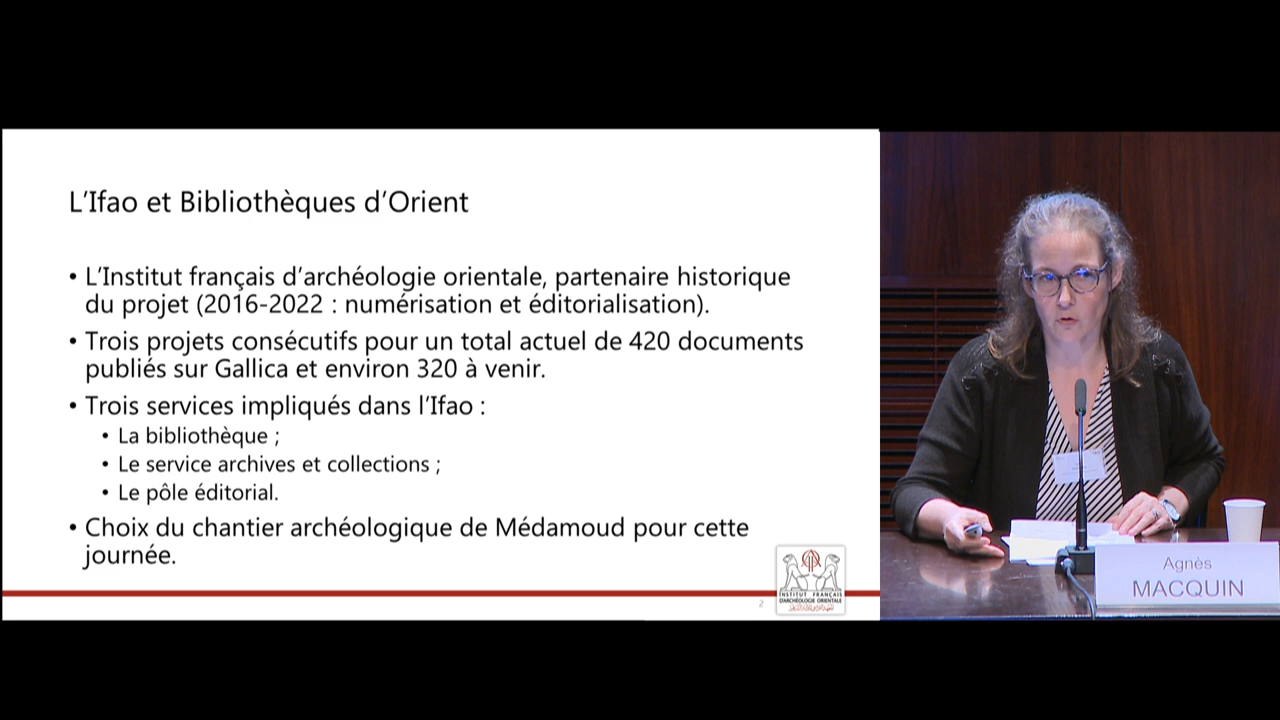 L'Ifao et Bibliothèques d'Orient
• L'Institut français d'archéologie orientale, partenaire historique
du projet (2016-2022 : numérisation et éditorialisation).
• Trois projets consécutifs pour un total actuel de 420 documents
publiés sur Gallica et environ 320 à venir.
• Trois services impliqués dans l'Ifao :
• La bibliothèque ;
• Le service archives et collections ;
• Le pôle éditorial.
• Choix du chantier archéologique de Médamoud pour cette
journée.
2
INSTITUT FRANÇAIS
D'ARCHÉOLOGIE ORIENTALE
Agnès
MACQUIN